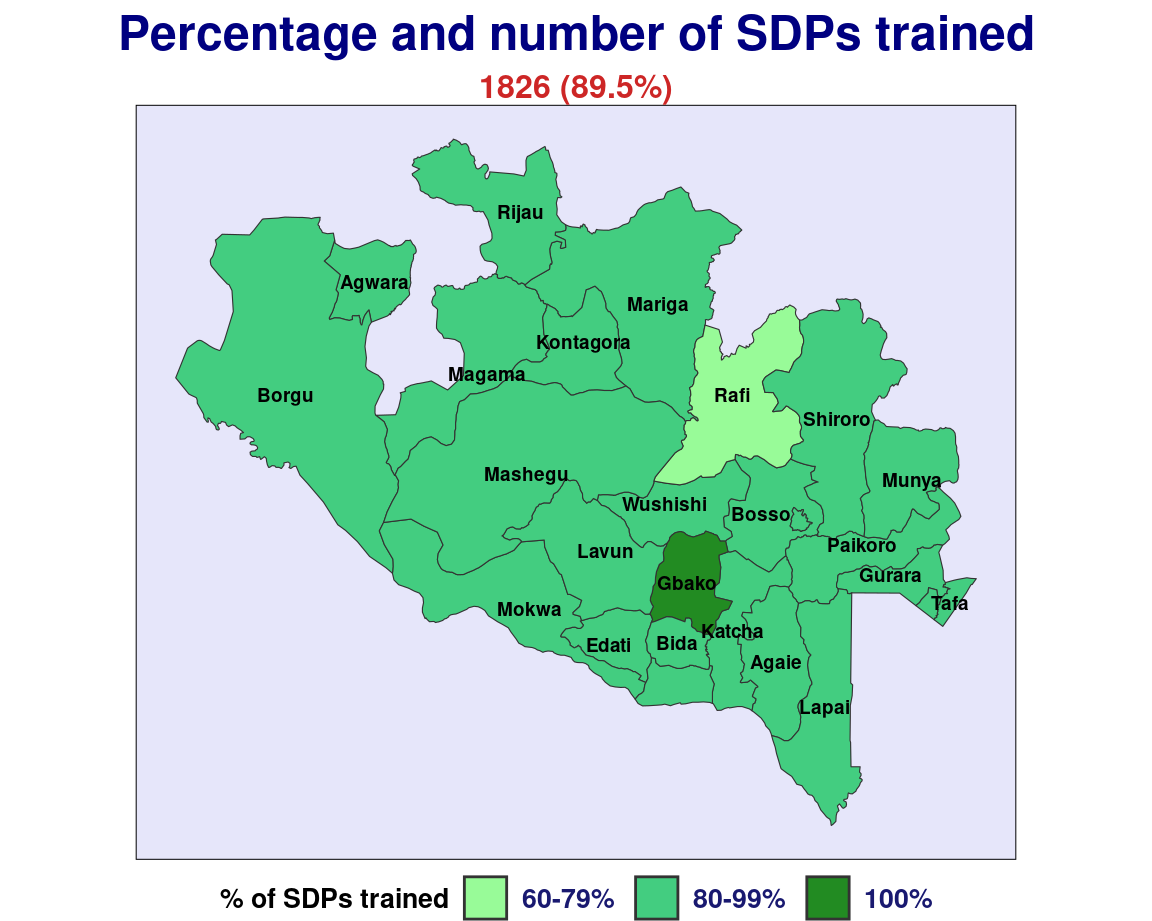 Percentage and number of SDPs trained
1826 (89.5%)
Rijau
Agwara
Mariga
Kontagora
Magama
Borgu
Rafi
Shiroro
Mashegu
Munya
Wushishi
Bosso
Lavun
Paikoro
Gbako
Gurara
Mokwa
Tafa
Katcha
Edati
Bida
Agaie
Lapai
% of SDPs trained 60-79% 80-99% 100%